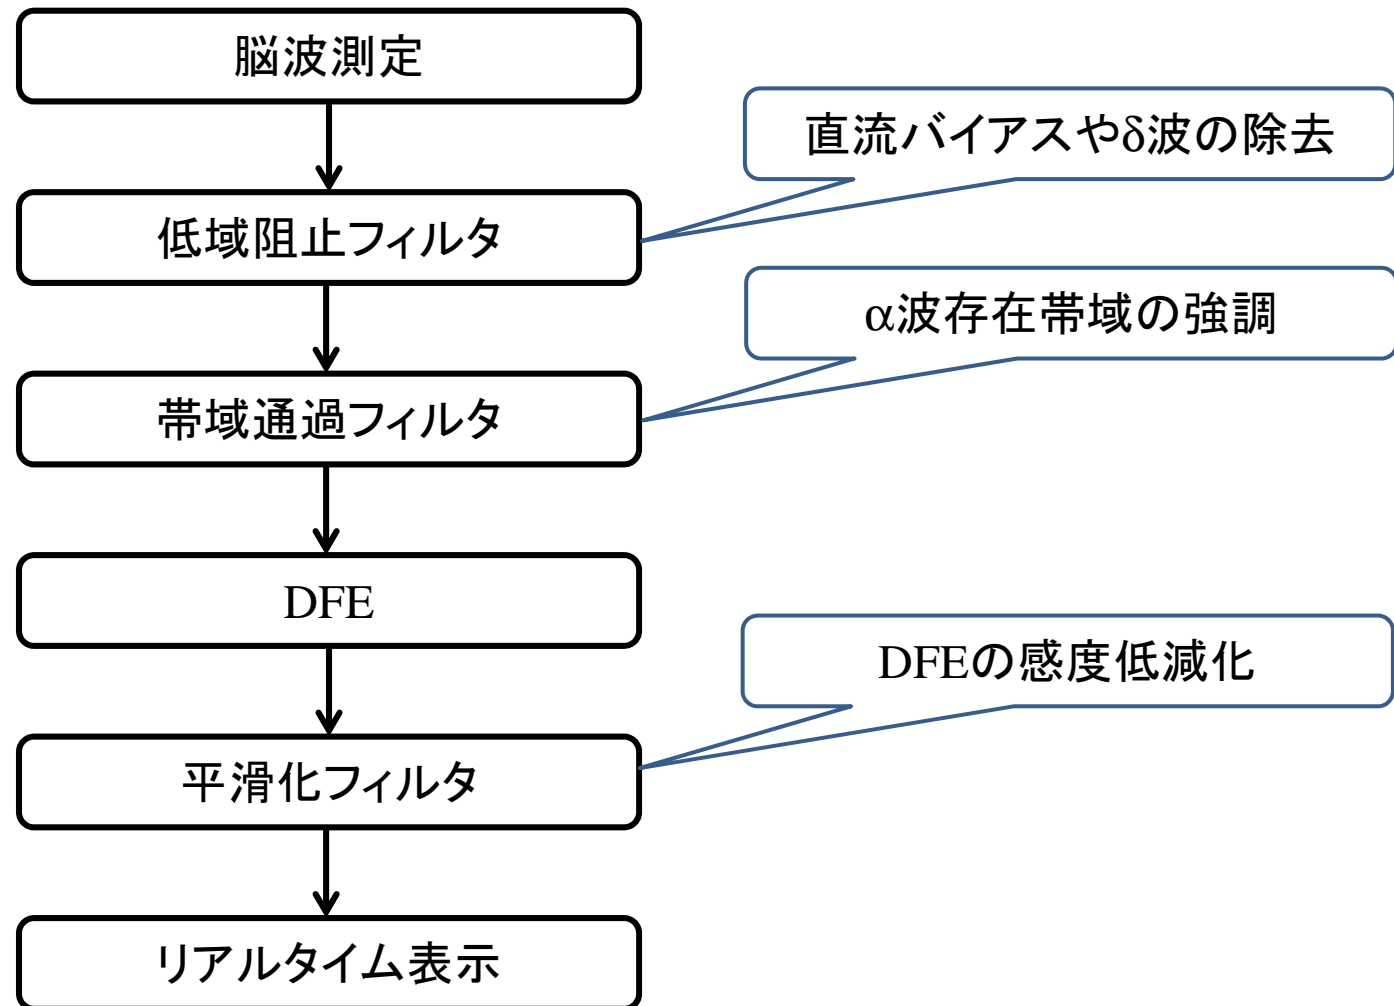 脳波測定
直流バイアスやδ波の除去
低域阻止フィルタ
α波存在帯域の強調
帯域通過フィルタ
DFE
DFEの感度低減化
平滑化フィルタ
リアルタイム表示